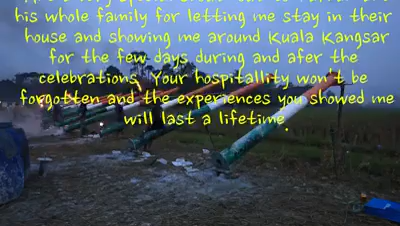 his whole family for letting me stay in their
house and showing me around Kuala Kangsar
for the few days during and afer the
celebrations. Your hospitallity won't be
forgotten and the experiences you showed me
will last a lifetime.